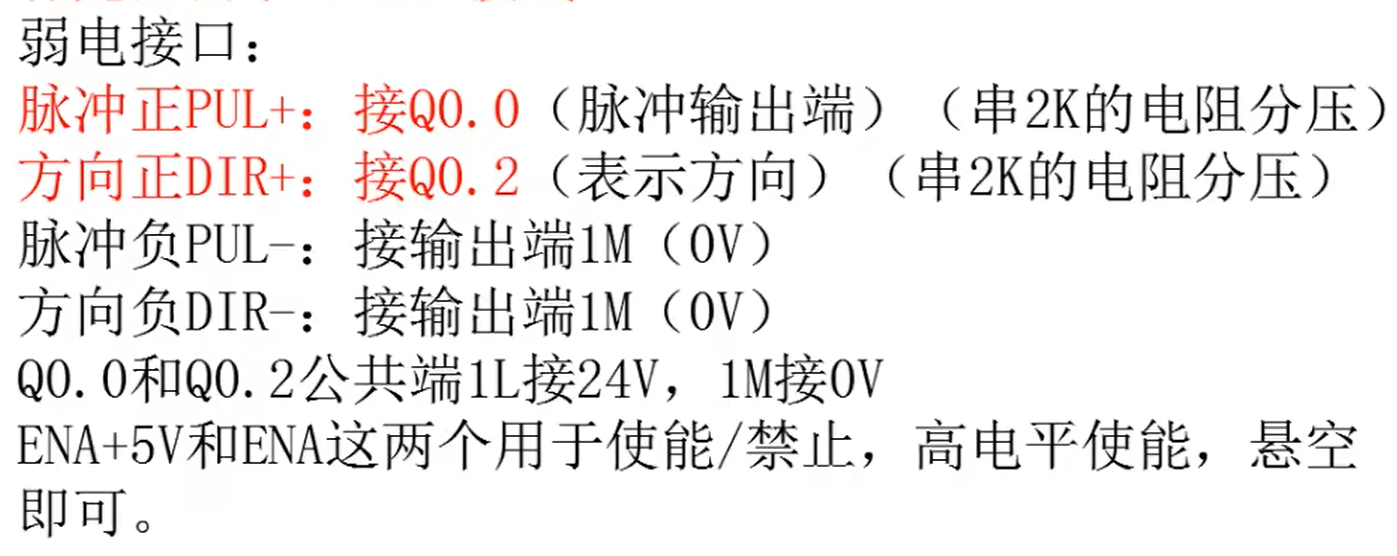 弱电接口：
脉冲正PUL+：接Q0.0（脉冲输出端）（串2K的电阻分压）
方向正DIR+：接Q0.2（表示方向）（串2K的电阻分压）
脉冲负PUL-：接输出端1M（0V）
方向负DIR-：接输出端1M（0V）
Q0.0和Q0.2公共端1L接24V，1M接0V
ENA+5V和ENA这两个用于使能/禁止，高电平使能，悬空
即可。